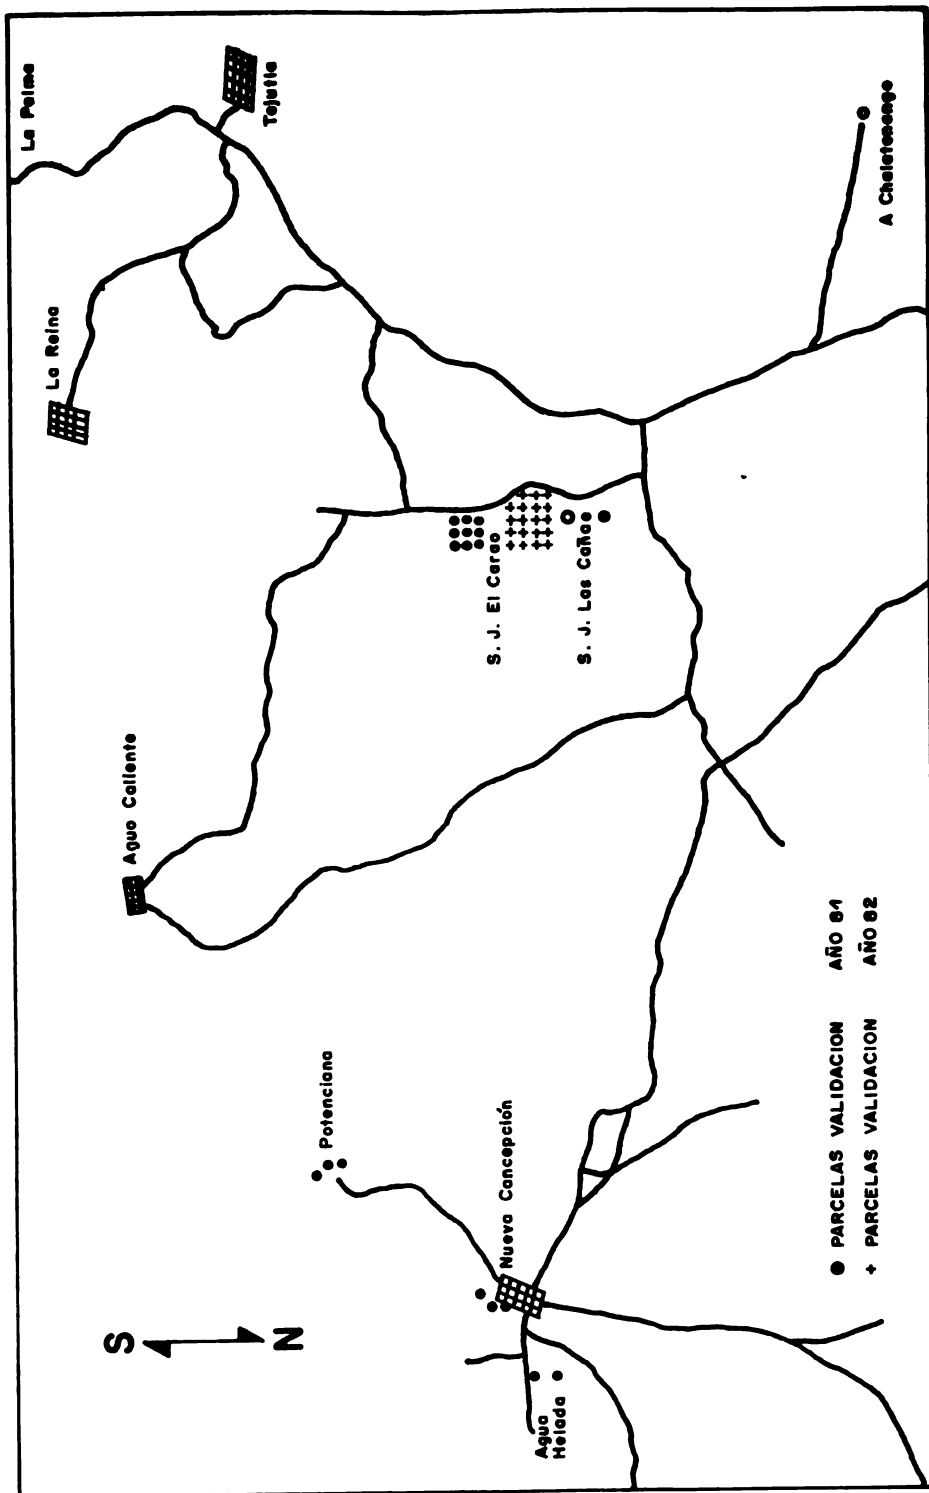 La Palma
Tejutla
La Reina
A Chalatenango
S. J. El Carao
S. J. Las Cañas
Agua Caliente
Potenciana
Nueva Concepción
Agua
Helada
S
N
● PARCELAS VALIDACION AÑO 81
+ PARCELAS VALIDACION AÑO 82